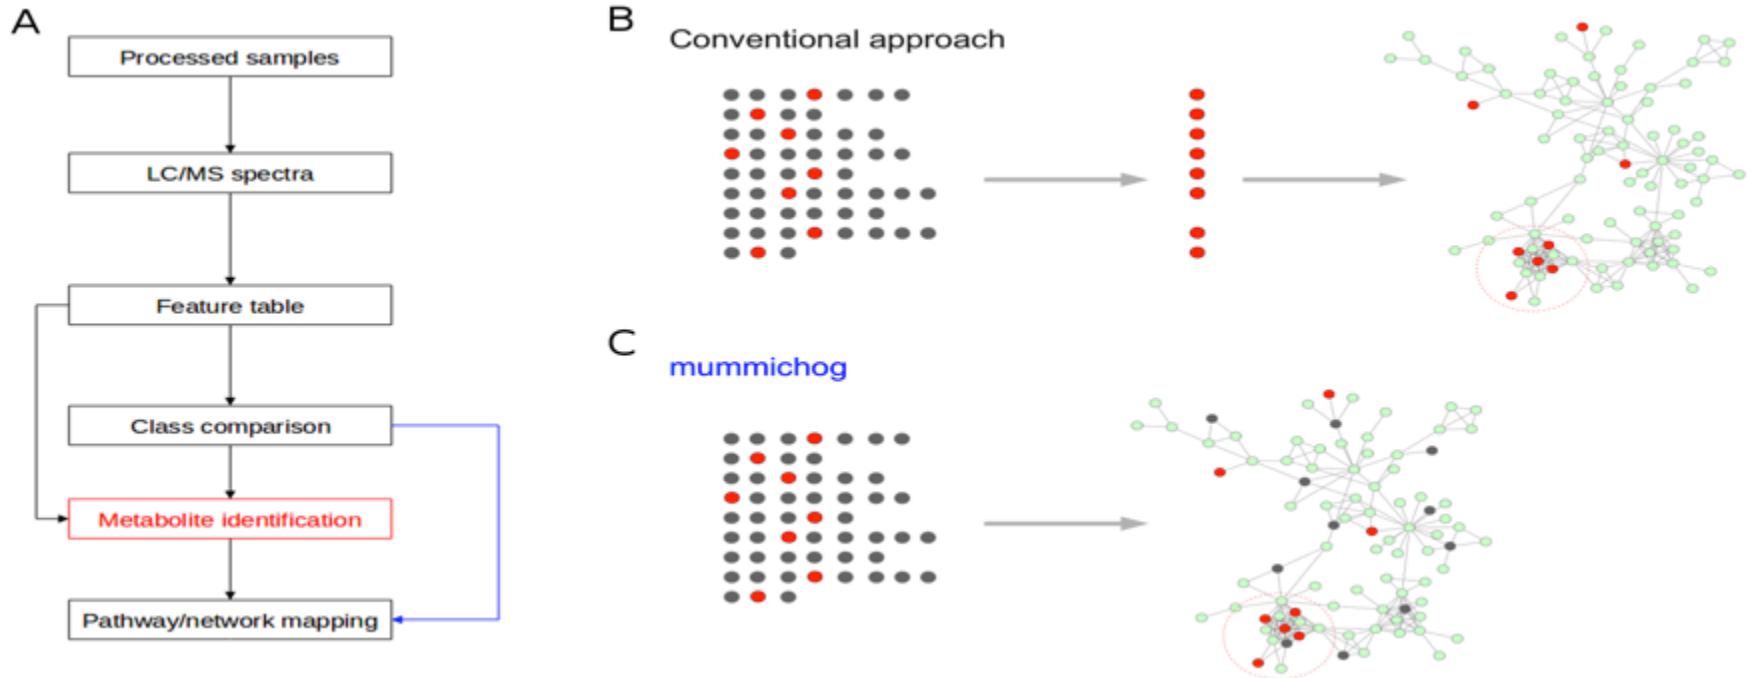 A
Processed samples
LC/MS spectra
Feature table
Class comparison
Metabolite identification
Pathway/network mapping
B
Conventional approach
C
mummichog